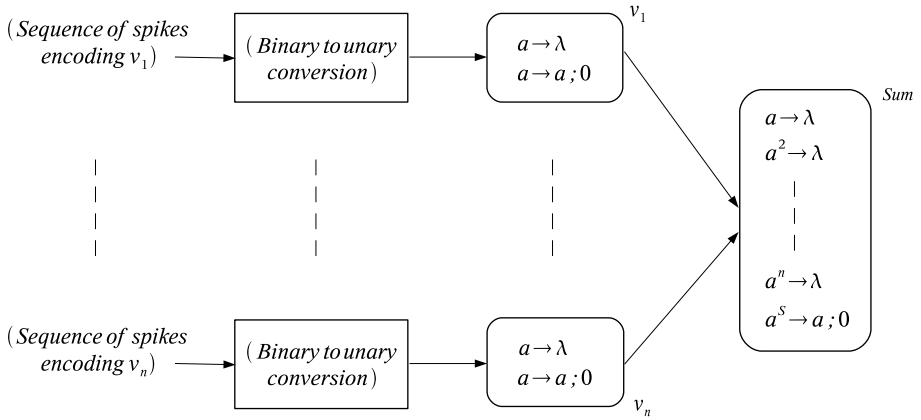 (Sequence of spikes
encoding v₁)
(Binary to unary
conversion)
a→λ
a→a;0
v₁
Sum
a→λ
a²→λ
aⁿ→λ
a^S→a;0
(Sequence of spikes
encoding vₙ)
(Binary to unary
conversion)
a→λ
a→a;0
vₙ